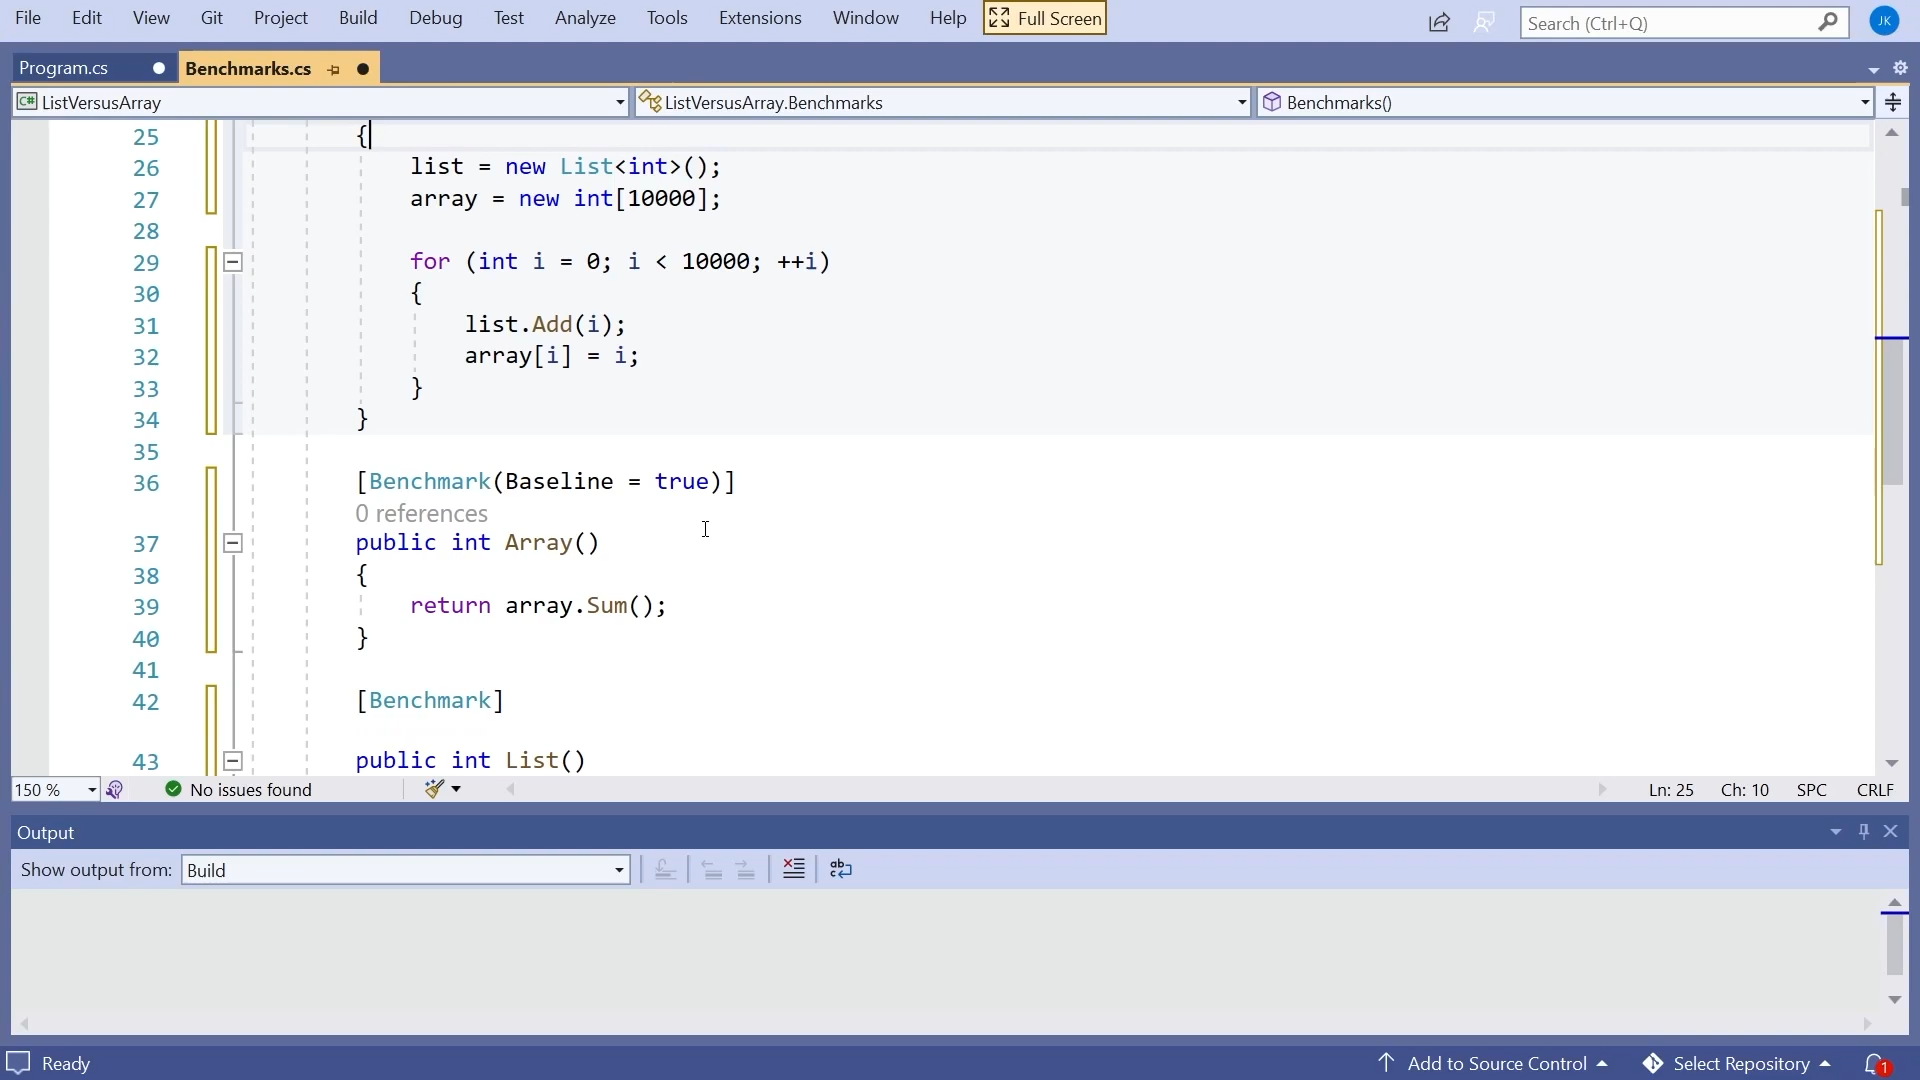 File Edit View Git Project Build Debug Test Analyze Tools Extensions Window Help Full Screen Search (Ctrl+Q) JK
Program.cs Benchmarks.cs
C# ListVersusArray ListVersusArray.Benchmarks Benchmarks()
25 {
26 list = new List<int>();
27 array = new int[10000];
28
29 for (int i = 0; i < 10000; ++i)
30 {
31 list.Add(i);
32 array[i] = i;
33 }
34 }
35
36 [Benchmark(Baseline = true)]
0 references
37 public int Array()
38 {
39 return array.Sum();
40 }
41
42 [Benchmark]
43 public int List()
150 % No issues found Ln: 25 Ch: 10 SPC CRLF
Output
Show output from: Build
Ready Add to Source Control Select Repository 1